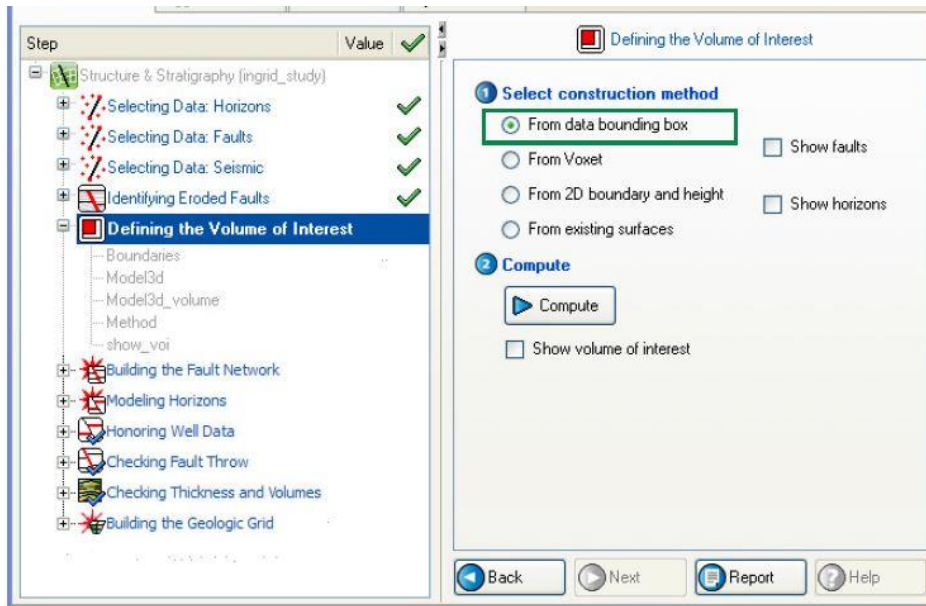 Step Value
Structure & Stratigraphy (ingrid_study)
Selecting Data: Horizons
Selecting Data: Faults
Selecting Data: Seismic
Identifying Eroded Faults
Defining the Volume of Interest
Boundaries
Model3d
Model3d_volume
Method
show_voi
Building the Fault Network
Modeling Horizons
Honoring Well Data
Checking Fault Throw
Checking Thickness and Volumes
Building the Geologic Grid
Defining the Volume of Interest
1 Select construction method
From data bounding box
Show faults
From Voxet
From 2D boundary and height
Show horizons
From existing surfaces
2 Compute
Compute
Show volume of interest
Back Next Report Help